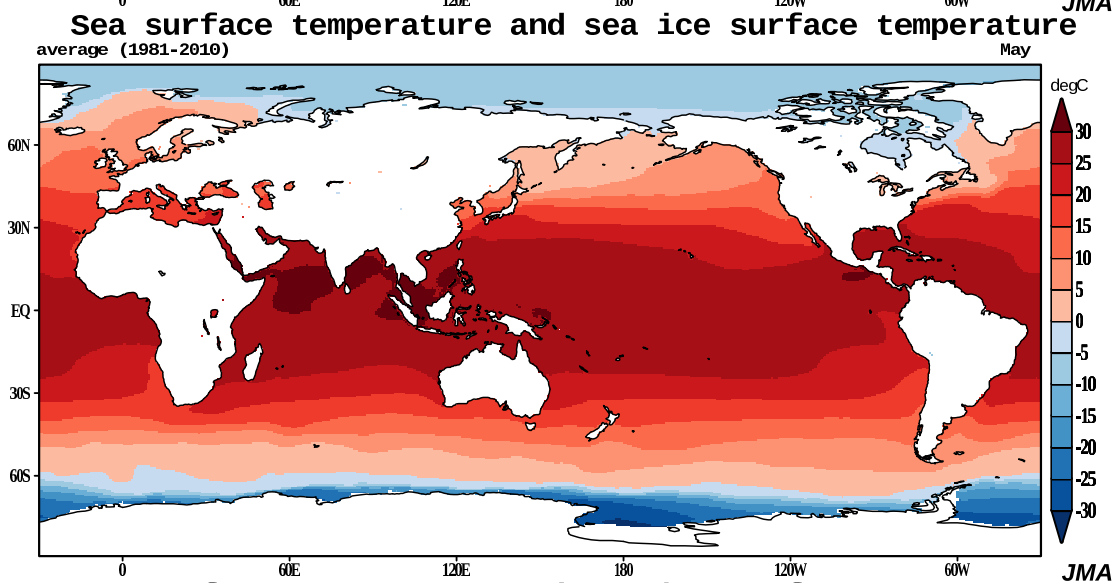 0 60E 120E 180 120W 60W JMA
Sea surface temperature and sea ice surface temperature
average (1981-2010) May
degC
30
25
20
15
10
5
0
-5
-10
-15
-20
-25
-30
60N
30N
EQ
30S
60S
0 60E 120E 180 120W 60W
JMA